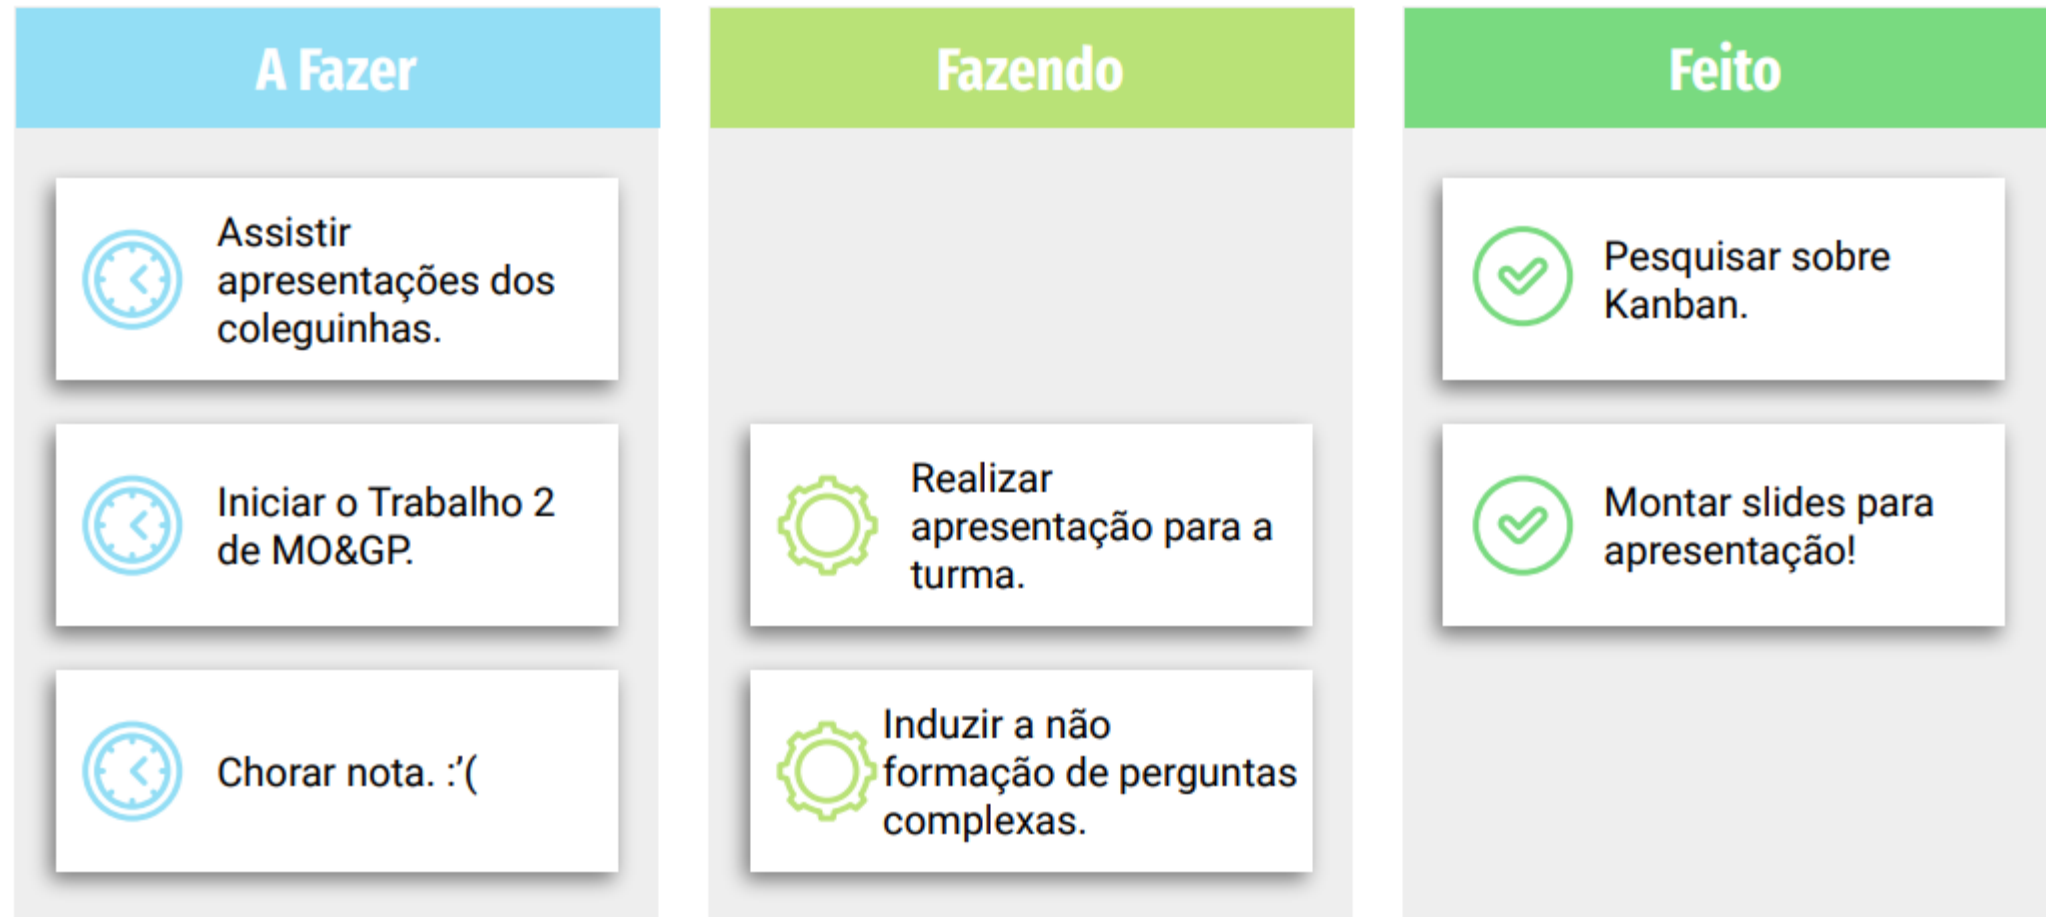 A Fazer
Assistir
apresentações dos
coleguinhas.
Iniciar o Trabalho 2
de MO&GP.
Chorar nota. :’(
Fazendo
Realizar
apresentação para a
turma.
Induzir a não
formação de perguntas
complexas.
Feito
Pesquisar sobre
Kanban.
Montar slides para
apresentação!